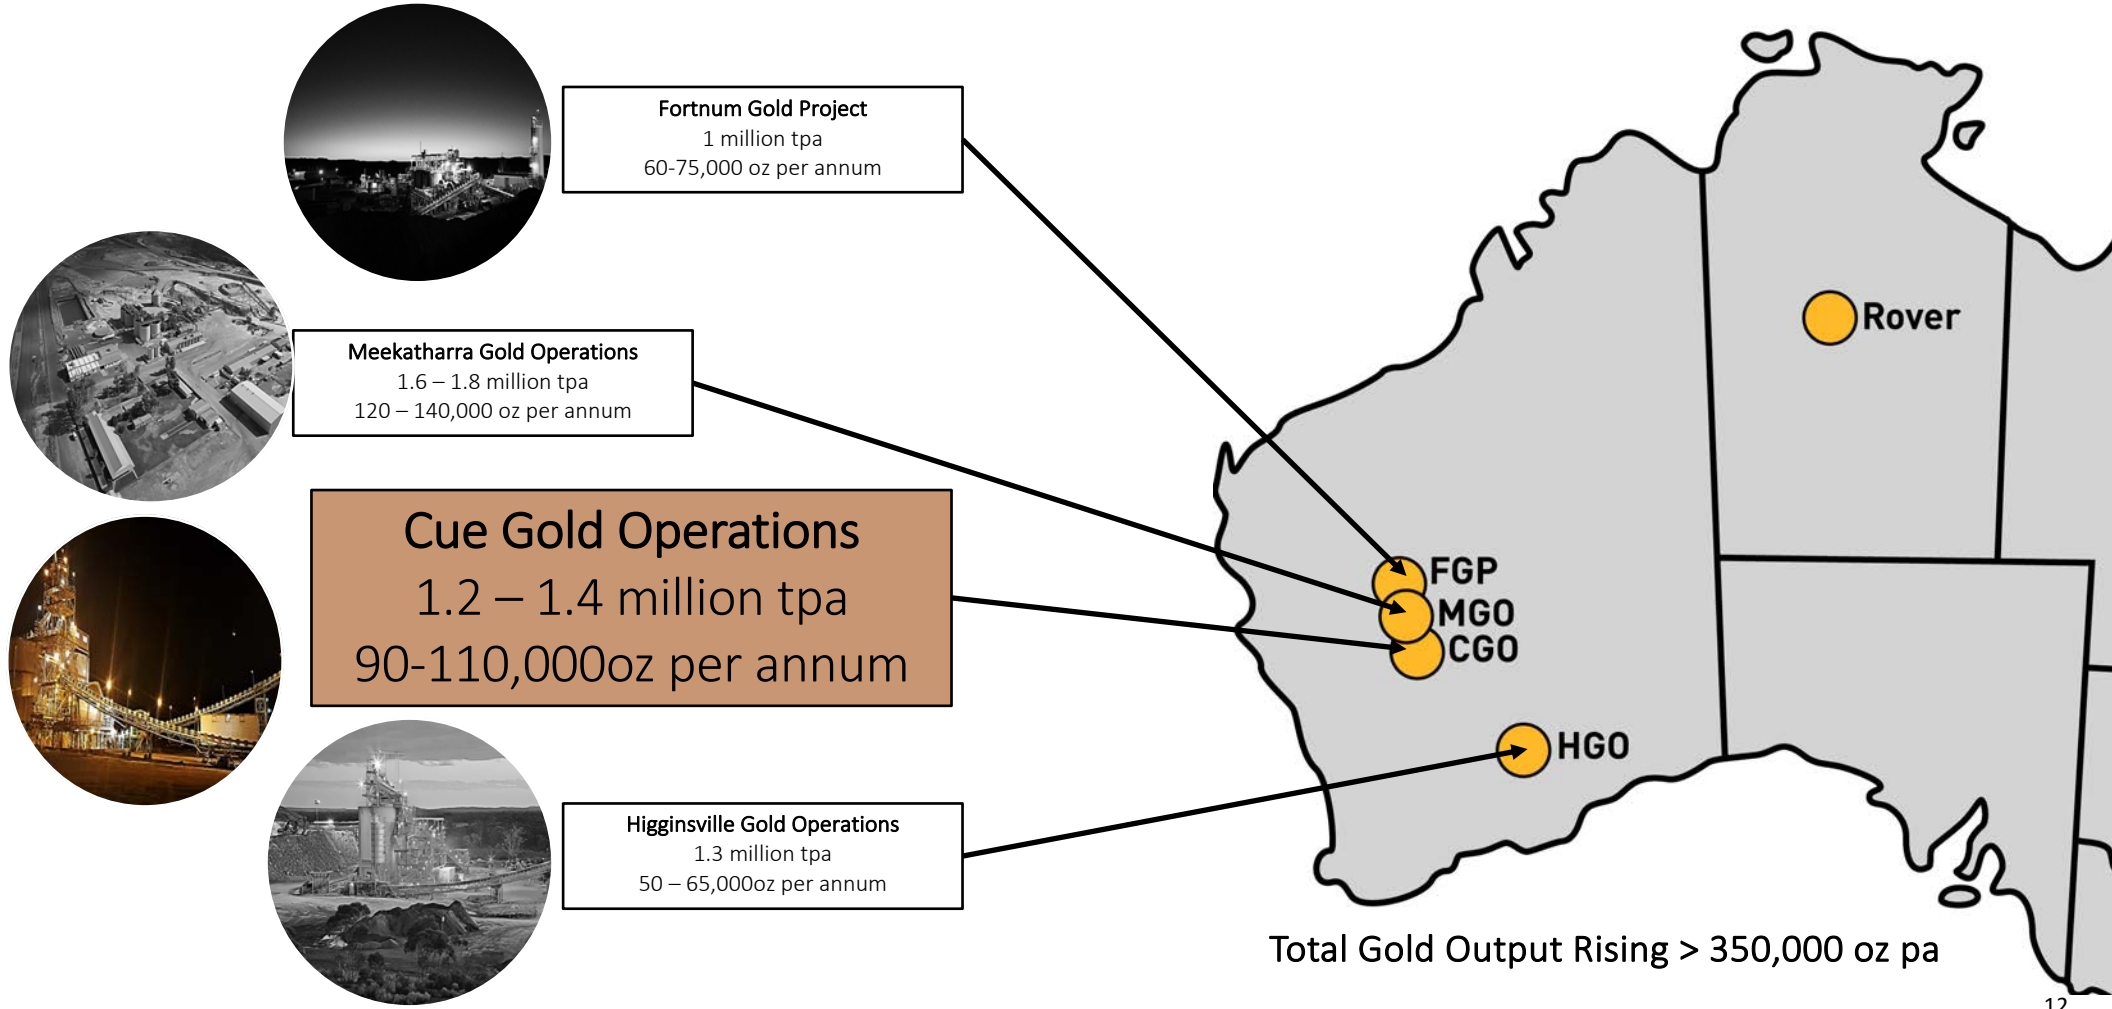 Fortnum Gold Project
1 million tpa
60-75,000 oz per annum
Meekatharra Gold Operations
1.6 – 1.8 million tpa
120 – 140,000 oz per annum
Cue Gold Operations
1.2 – 1.4 million tpa
90-110,000oz per annum
Higginsville Gold Operations
1.3 million tpa
50 – 65,000oz per annum
Rover
FGP
MGO
CGO
HGO
Total Gold Output Rising > 350,000 oz pa
12